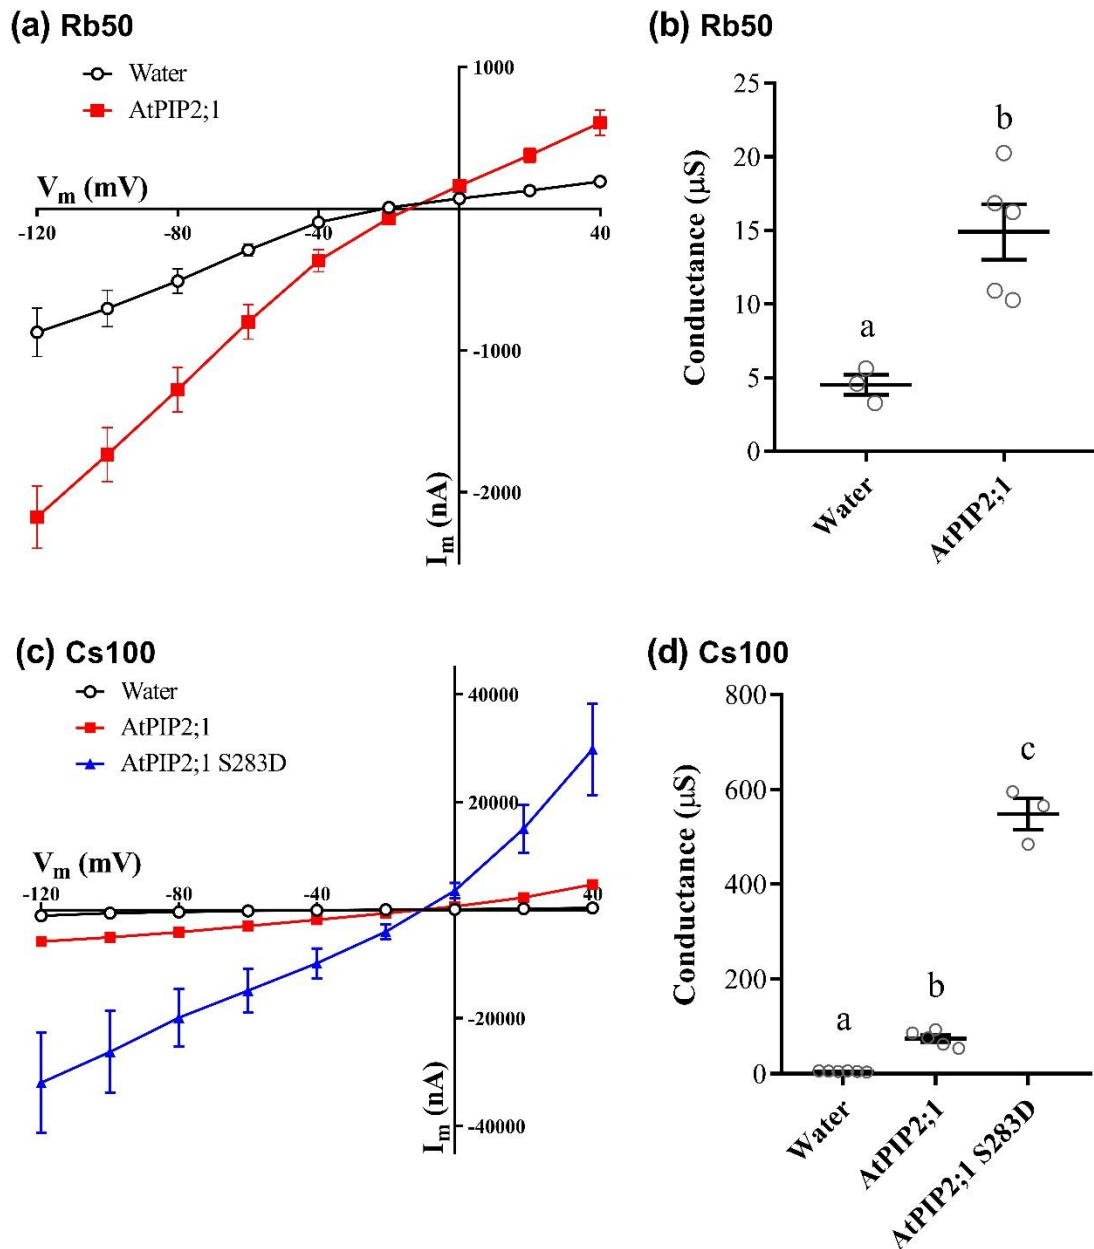 (a) Rb50
Water
AtPIP2;1
1000
Vm (mV)
-120
-80
-40
40
-1000
-2000
Im (nA)
(b) Rb50
25
20
15
10
5
0
Conductance (µS)
a
b
Water
AtPIP2;1
(c) Cs100
Water
AtPIP2;1
AtPIP2;1 S283D
40000
20000
Vm (mV)
-120
-80
-40
40
-20000
-40000
Im (nA)
(d) Cs100
800
600
400
200
0
Conductance (µS)
a
b
c
Water
AtPIP2;1
AtPIP2;1 S283D